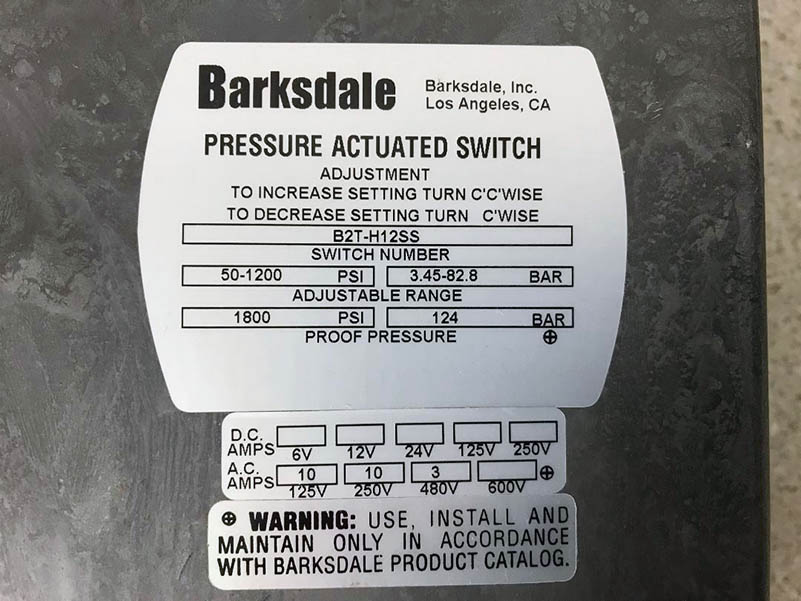 Barksdale Barksdale, Inc.
Los Angeles, CA
PRESSURE ACTUATED SWITCH
ADJUSTMENT
TO INCREASE SETTING TURN C'C'WISE
TO DECREASE SETTING TURN C'WISE
B2T-H12SS
SWITCH NUMBER
50-1200 PSI 3.45-82.8 BAR
ADJUSTABLE RANGE
1800 PSI 124 BAR
PROOF PRESSURE ⊕
D.C.
AMPS 6V 12V 24V 125V 250V
A.C. 10 10 3 ⊕
AMPS 125V 250V 480V 600V
⊕ WARNING: USE, INSTALL AND
MAINTAIN ONLY IN ACCORDANCE
WITH BARKSDALE PRODUCT CATALOG.